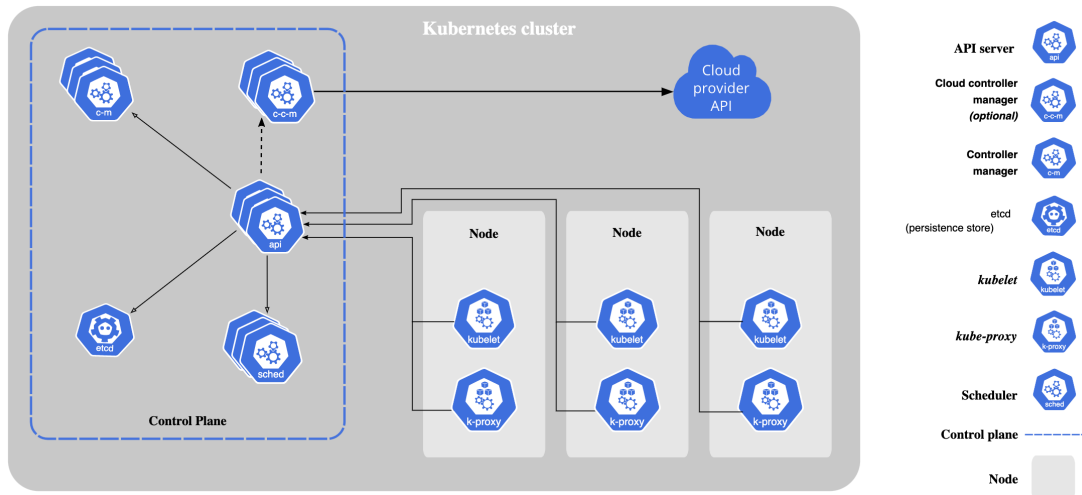 Kubernetes cluster
c-m
c-c-m
Cloud
provider
API
api
etcd
sched
Control Plane
Node
kubelet
k-proxy
Node
kubelet
k-proxy
Node
kubelet
k-proxy
API server
api
Cloud controller
manager
(optional)
c-c-m
Controller
manager
c-m
etcd
(persistence store)
etcd
kubelet
kubelet
kube-proxy
k-proxy
Scheduler
sched
Control plane
Node